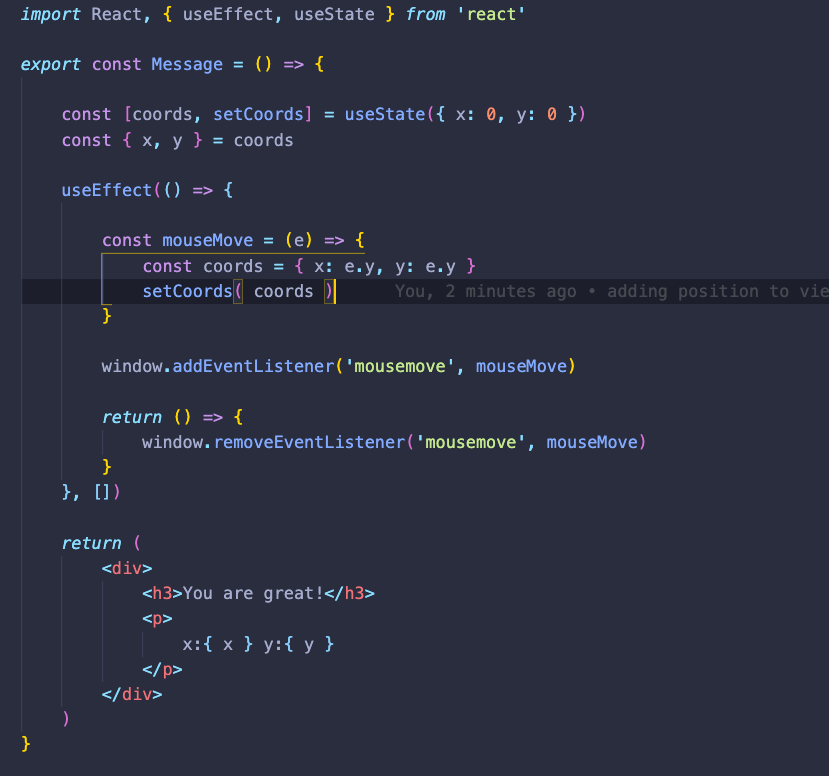 import React, { useEffect, useState } from 'react'
export const Message = () => {
const [coords, setCoords] = useState({ x: 0, y: 0 })
const { x, y } = coords
useEffect(() => {
const mouseMove = (e) => {
const coords = { x: e.y, y: e.y }
setCoords( coords ) You, 2 minutes ago • adding position to vie
}
window.addEventListener('mousemove', mouseMove)
return () => {
window.removeEventListener('mousemove', mouseMove)
}
}, [])
return (
<div>
<h3>You are great!</h3>
<p>
x:{ x } y:{ y }
</p>
</div>
)
}